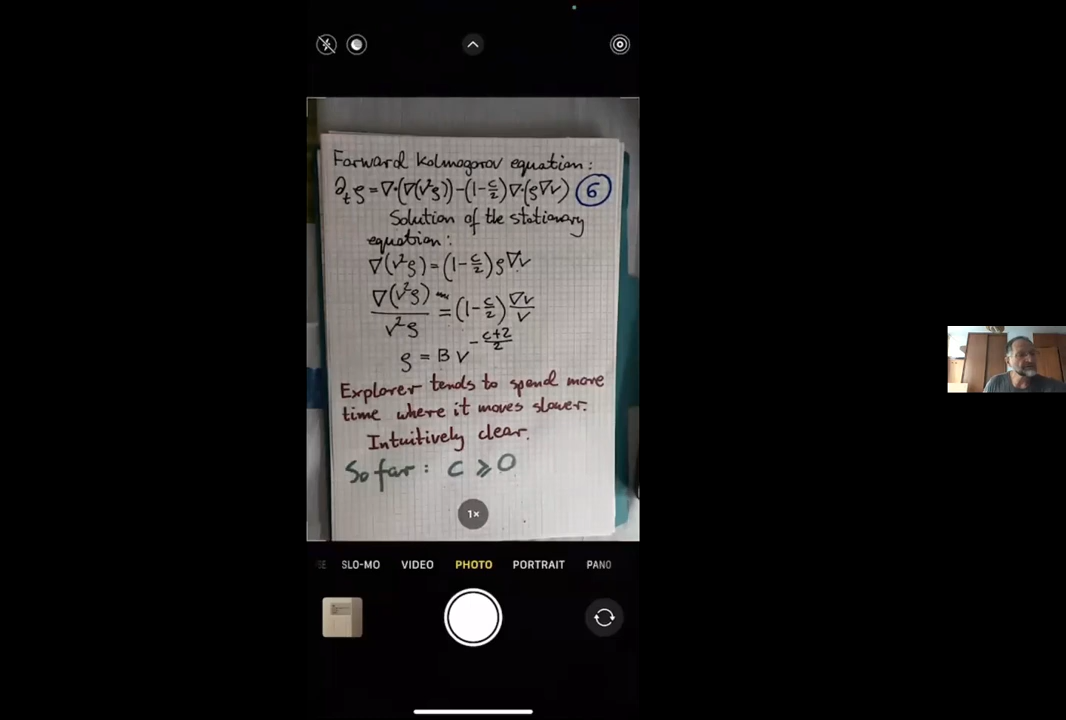 Forward Kolmogorov equation:
∂ₜρ = ∇·(∇(v²ρ)) - (1 - c/2) ∇·(ρ∇v) 6
Solution of the stationary
equation:
∇(v²ρ) = (1 - c/2) ρ∇v
∇(v²ρ)/v²ρ = (1 - c/2) ∇v/v
ρ = B v^(-(c+2)/2)
Explorer tends to spend more
time where it moves slower.
Intuitively clear.
So far: c ⩾ 0
1×
SLO-MO VIDEO PHOTO PORTRAIT PANO